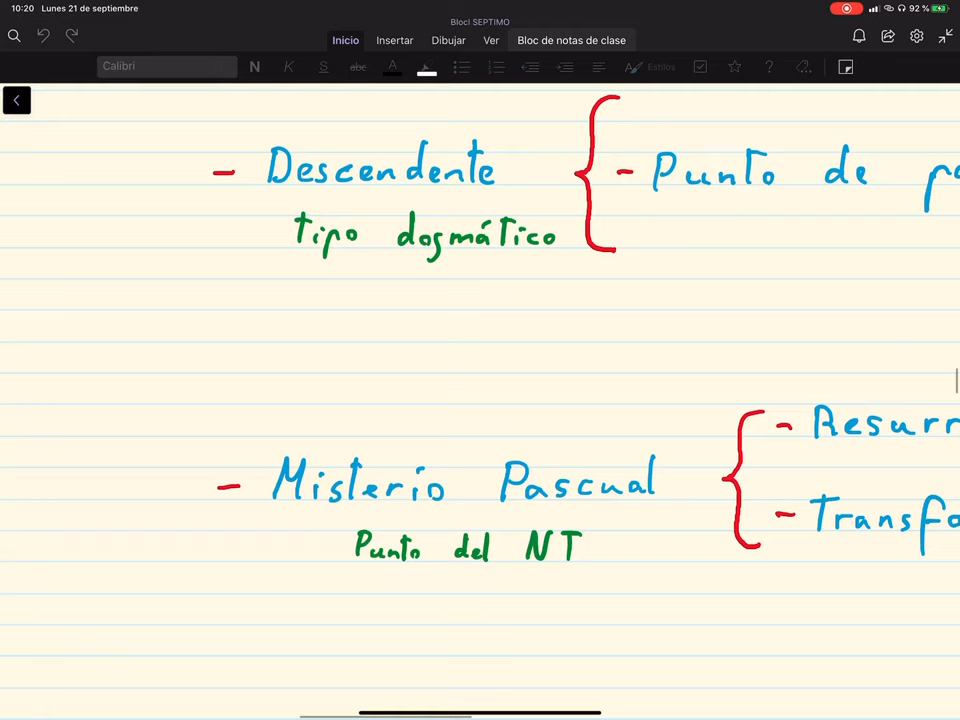 10:20 Lunes 21 de septiembre 92 %
Blocl SEPTIMO
Inicio Insertar Dibujar Ver Bloc de notas de clase
Calibri N K S abc A A Estilos ?
- Descendente - Punto de
tipo dogmático
- Resurr
- Misterio Pascual
- Transfo
Punto del NT